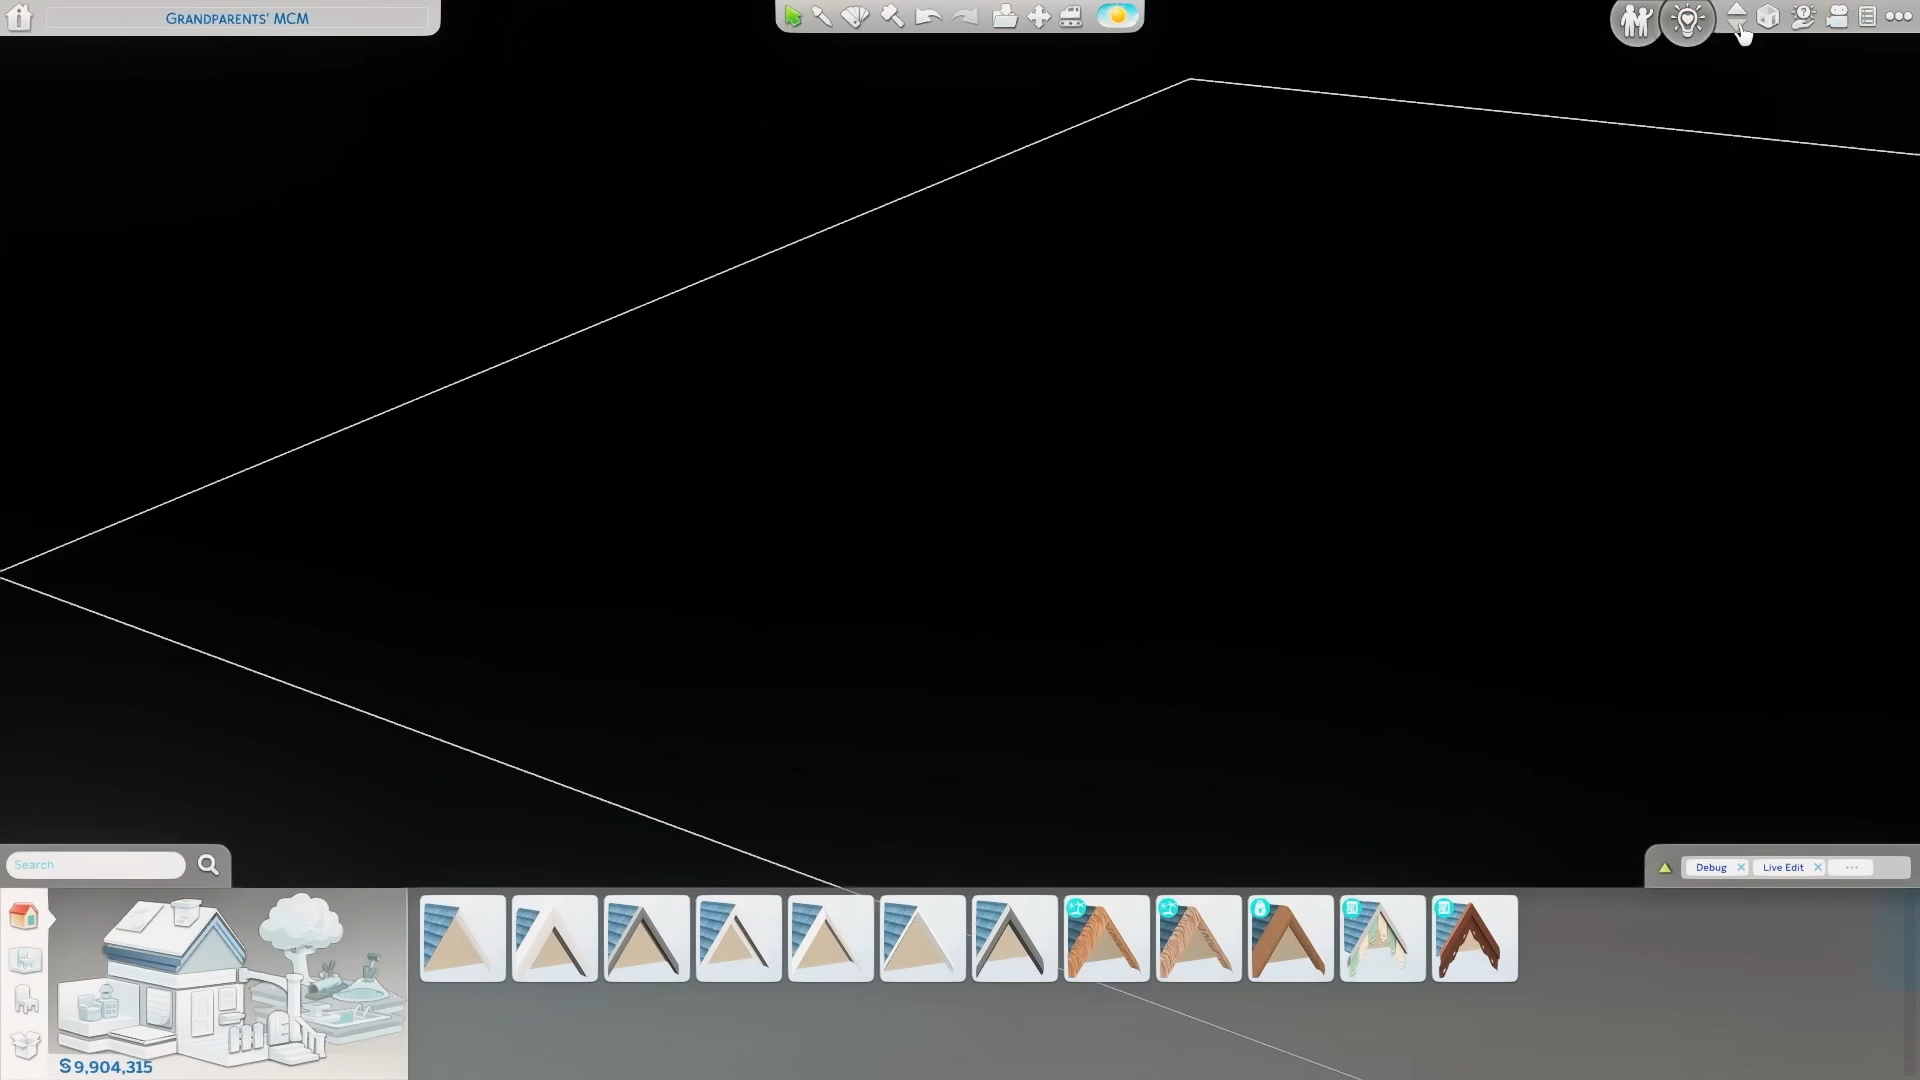 GRANDPARENTS' MCM
Search
Debug
Live Edit
...
§9,904,315